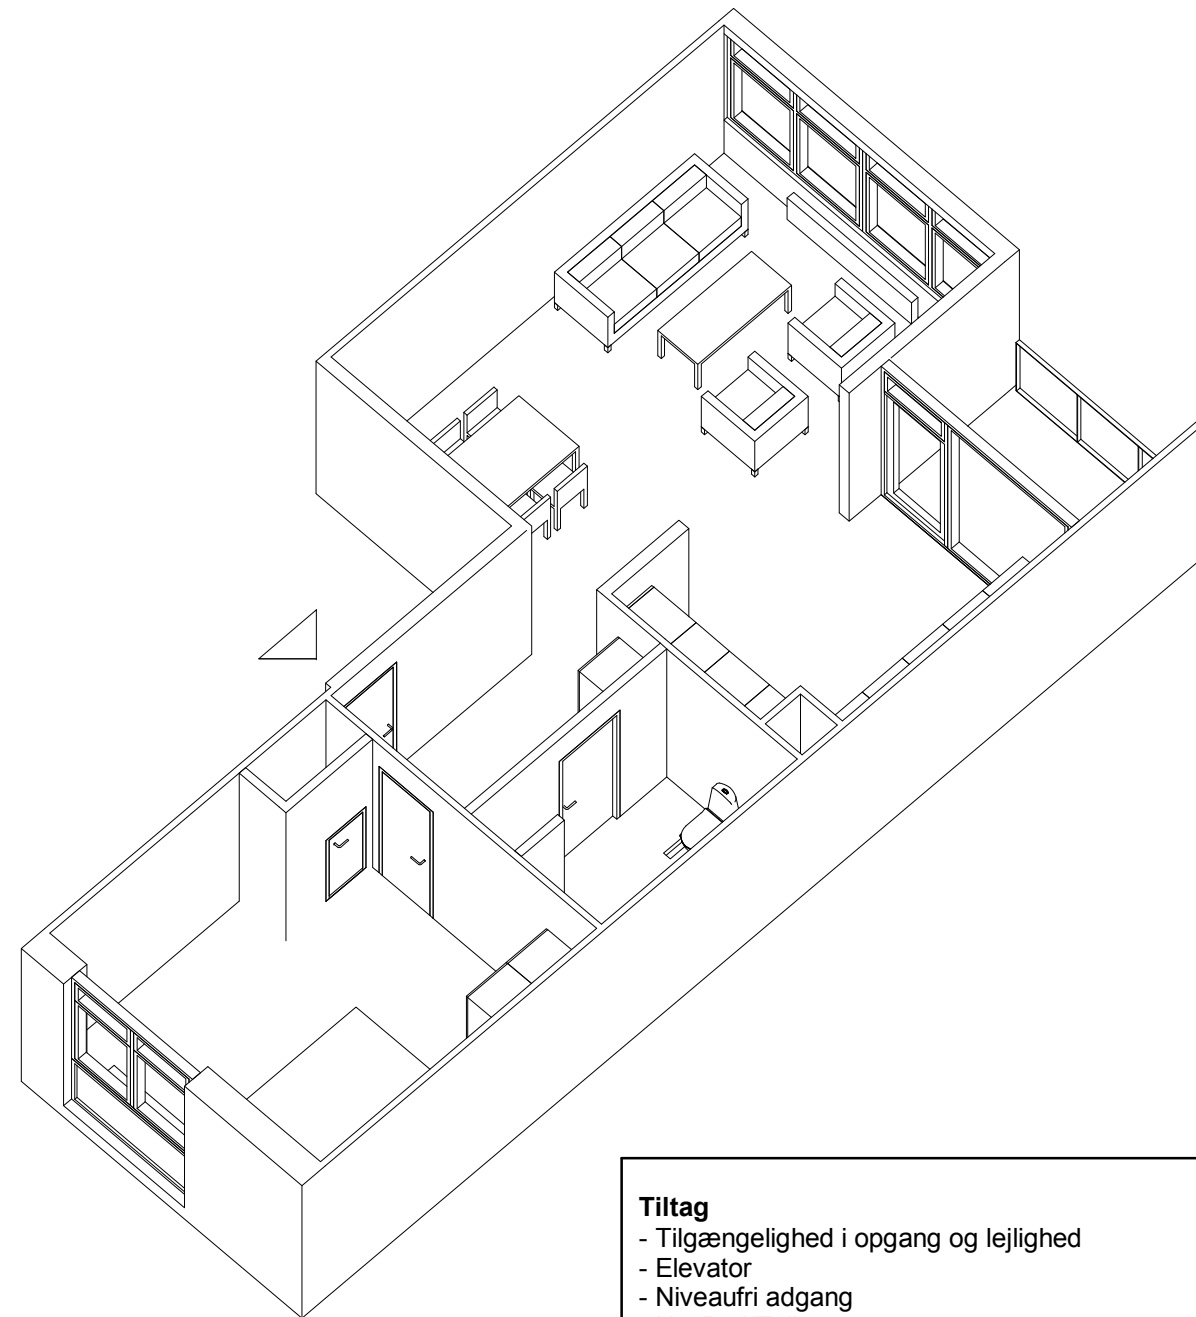 Tiltag
- Tilgængelighed i opgang og lejlighed
- Elevator
- Niveaufri adgang